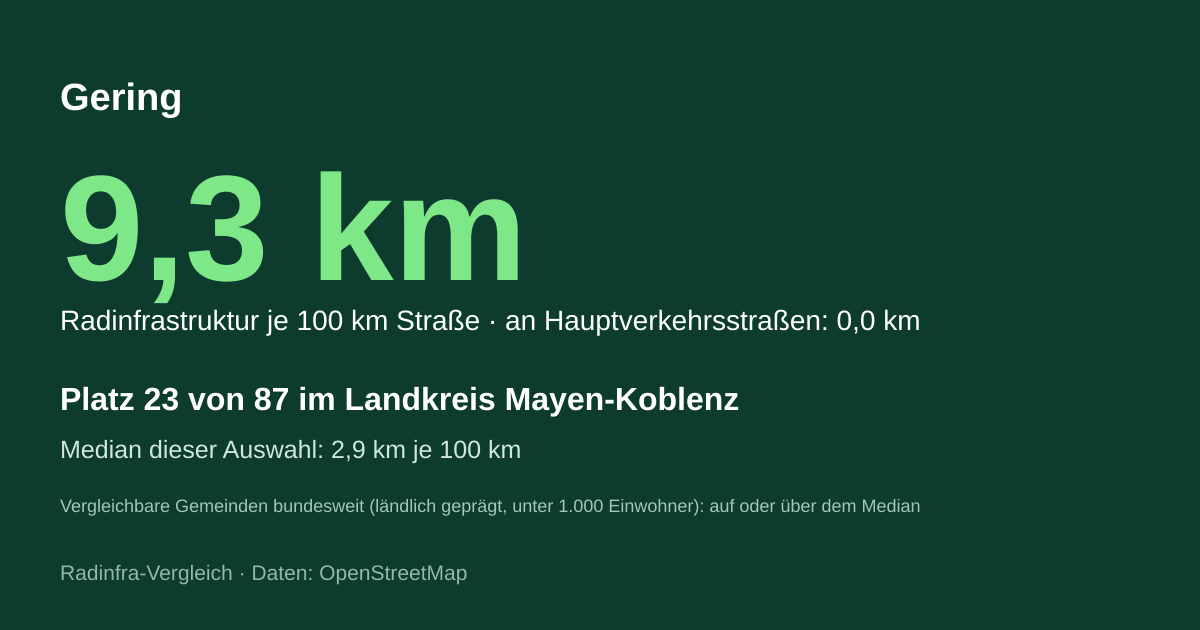 Gering
9,3 km
Radinfrastruktur je 100 km Straße · an Hauptverkehrsstraßen: 0,0 km
Platz 23 von 87 im Landkreis Mayen-Koblenz
Median dieser Auswahl: 2,9 km je 100 km
Vergleichbare Gemeinden bundesweit (ländlich geprägt, unter 1.000 Einwohner): auf oder über dem Median
Radinfra-Vergleich · Daten: OpenStreetMap